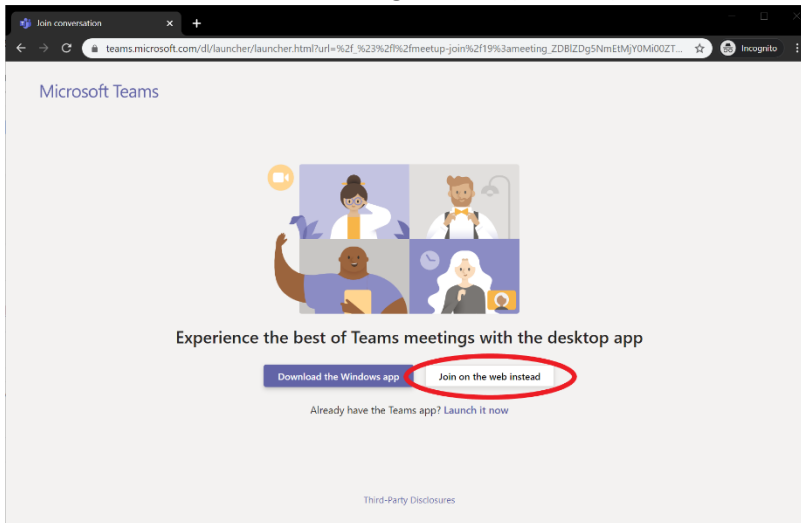 Join conversation
teams.microsoft.com/dl/launcher/launcher.html?url=%2f_%23%2fl%2fmeetup-join%2f19%3ameeting_ZDBlZDg5NmEtMjY0Mi00ZT...
Incognito
Microsoft Teams
Experience the best of Teams meetings with the desktop app
Download the Windows app
Join on the web instead
Already have the Teams app? Launch it now
Third-Party Disclosures